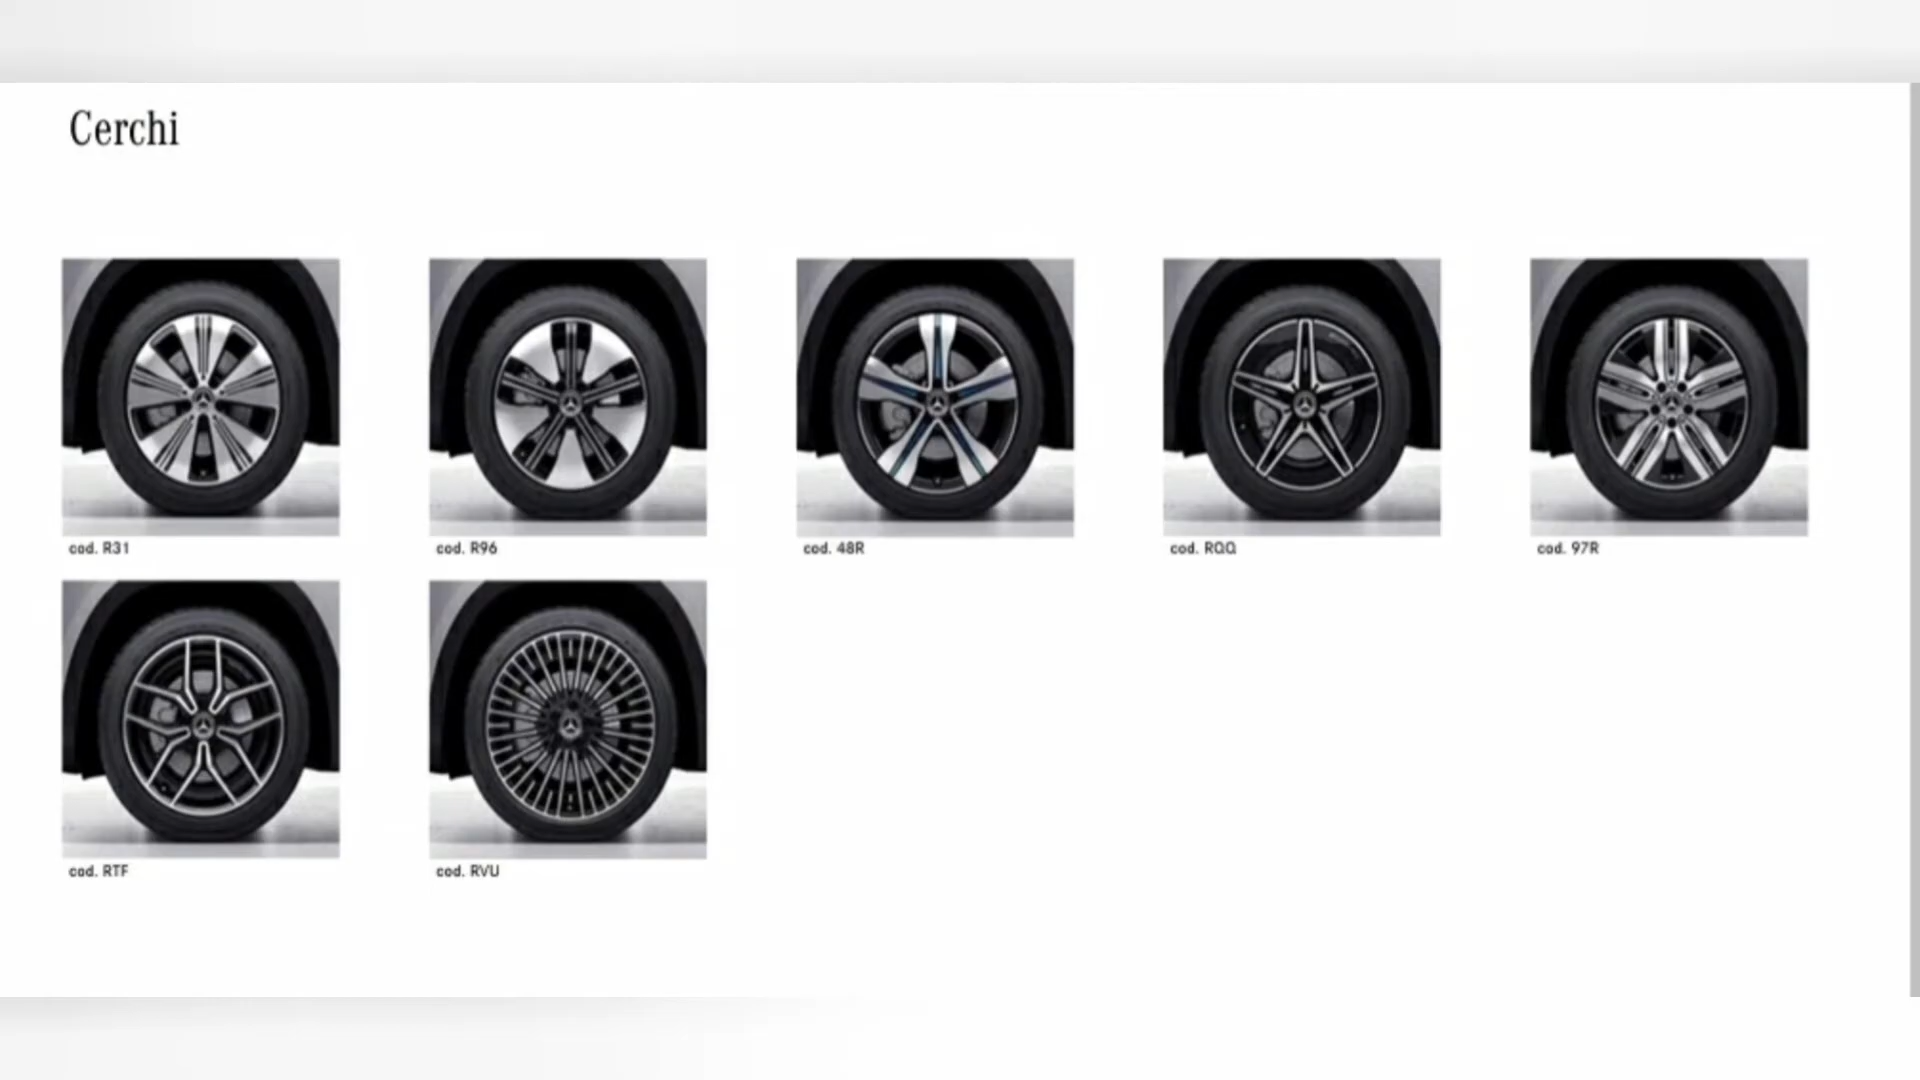 Cerchi
cod. R31
cod. R96
cod. 48R
cod. RQQ
cod. 97R
cod. RTF
cod. RVU